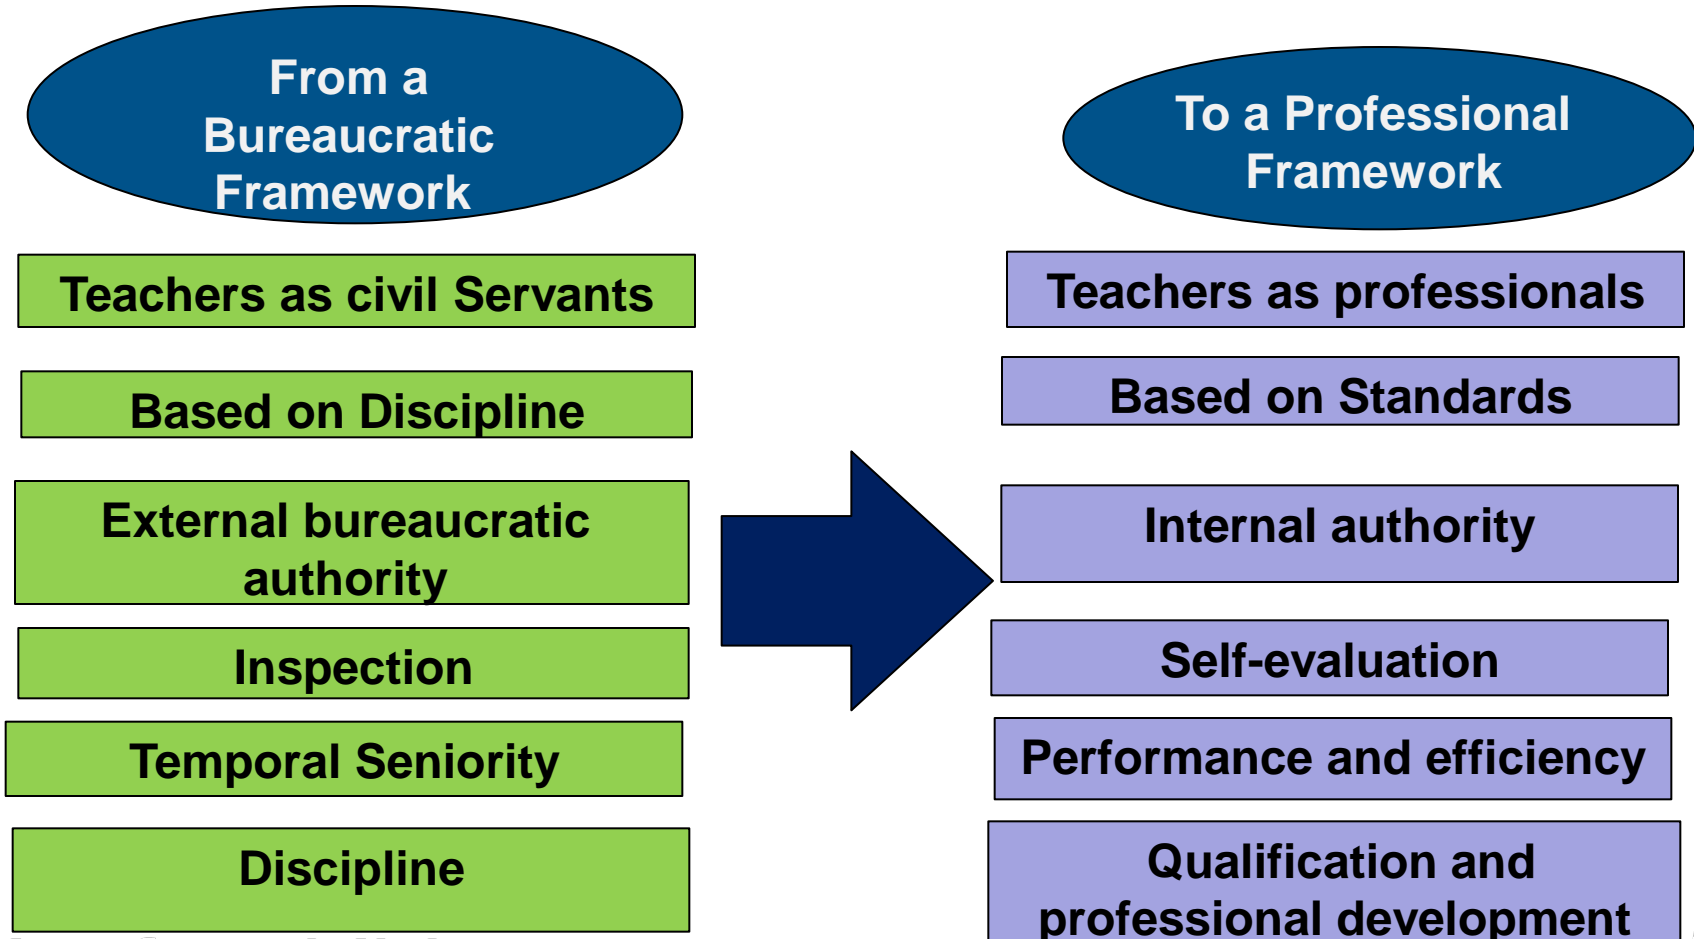 From a
Bureaucratic
Framework
To a Professional
Framework
Teachers as civil Servants
Teachers as professionals
Based on Discipline
Based on Standards
External bureaucratic
authority
Internal authority
Inspection
Self-evaluation
Temporal Seniority
Performance and efficiency
Discipline
Qualification and
professional development